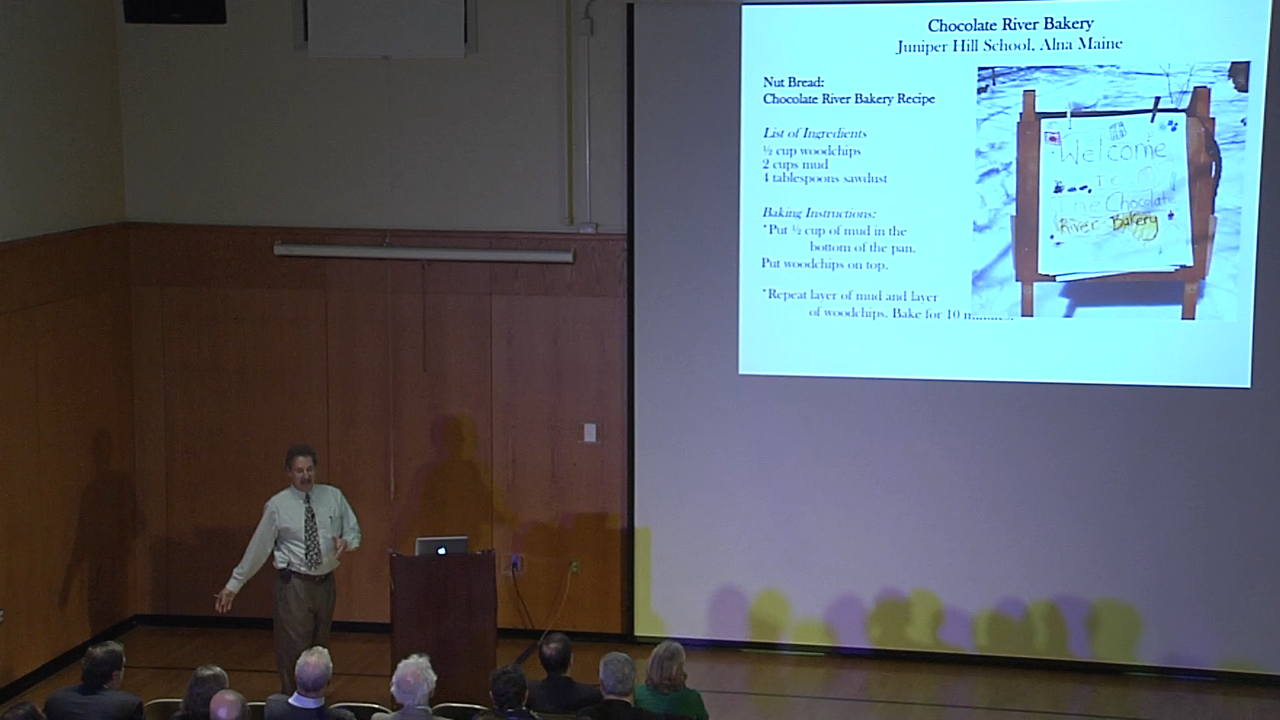 Chocolate River Bakery
Juniper Hill School, Alna Maine
Nut Bread:
Chocolate River Bakery Recipe
List of Ingredients
½ cup woodchips
2 cups mud
4 tablespoons sawdust
Baking Instructions:
*Put ½ cup of mud in the
bottom of the pan.
Put woodchips on top.
*Repeat layer of mud and layer
of woodchips. Bake for 10 minutes.
Welcome
To
The Chocolate
River Bakery